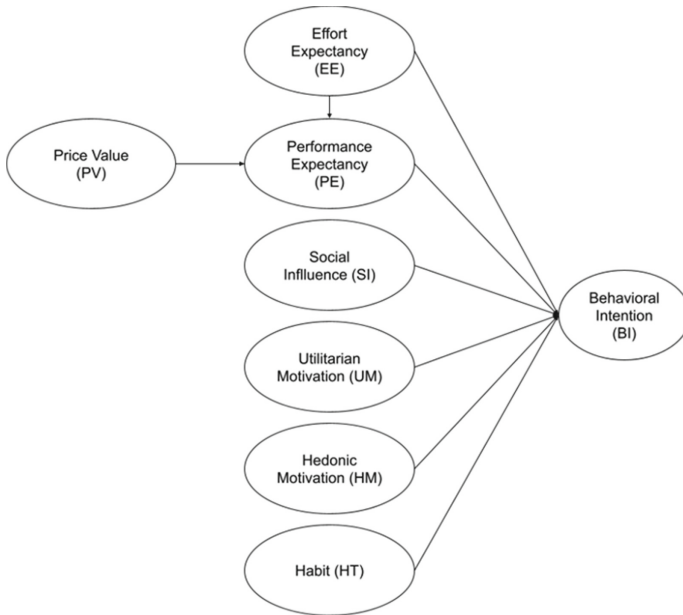 Effort
Expectancy
(EE)
Price Value
(PV)
Performance
Expectancy
(PE)
Social
Inflluence (SI)
Behavioral
Intention
(BI)
Utilitarian
Motivation (UM)
Hedonic
Motivation (HM)
Habit (HT)